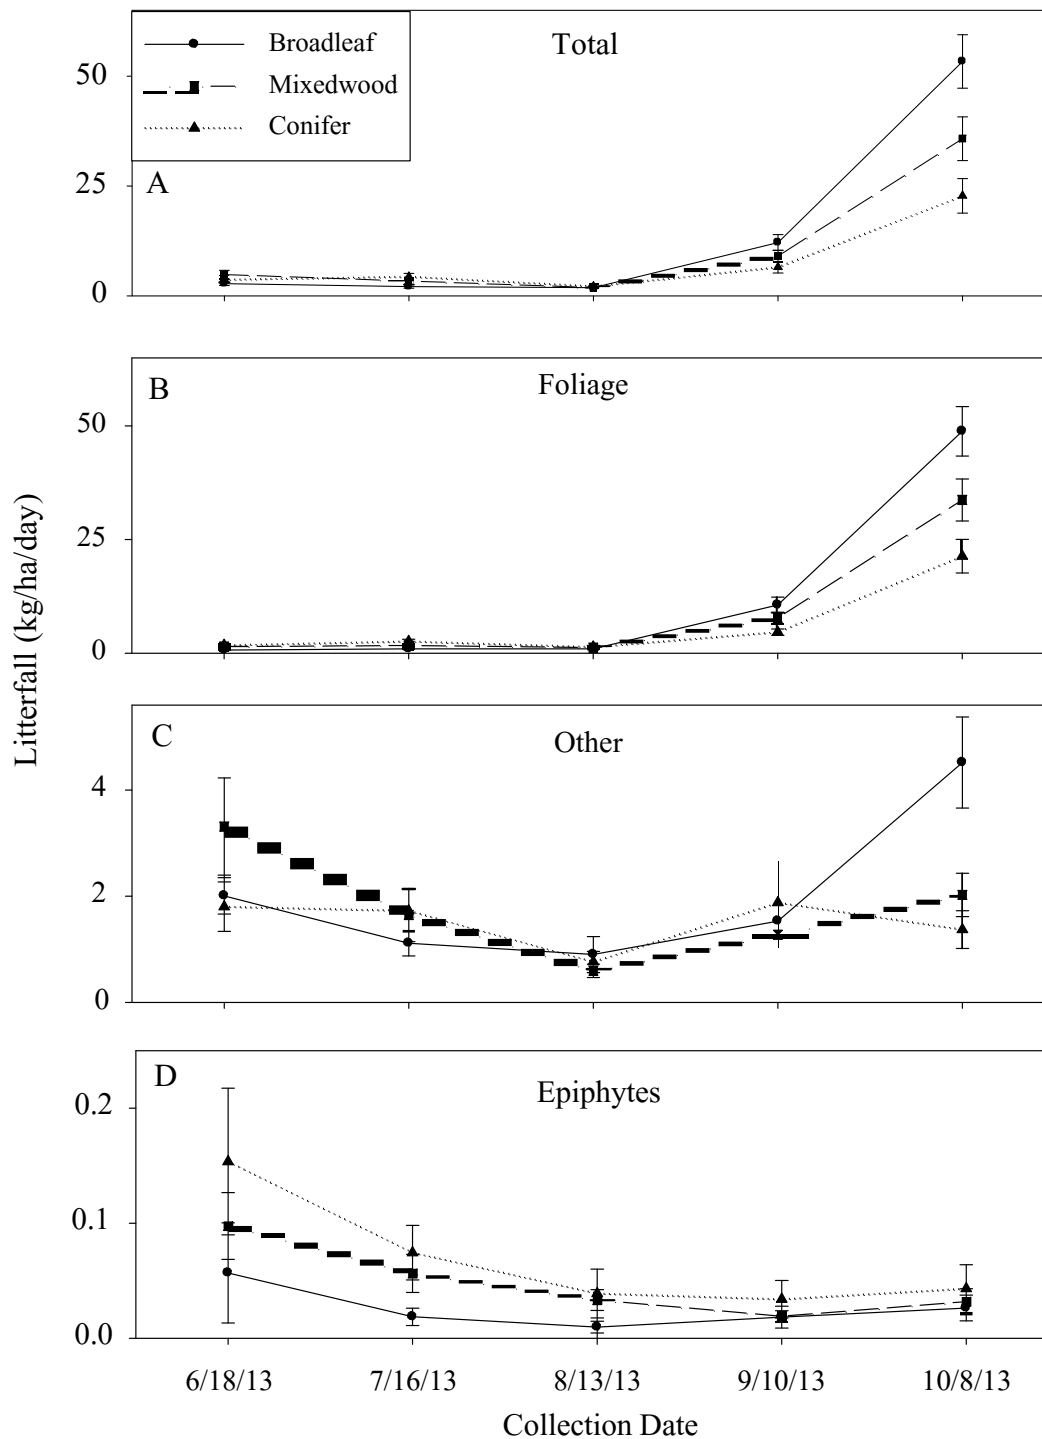 Broadleaf
Mixedwood
Conifer
Total
A
50
25
0
B
Foliage
50
25
0
Litterfall (kg/ha/day)
C
Other
4
2
0
D
Epiphytes
0.2
0.1
0.0
6/18/13 7/16/13 8/13/13 9/10/13 10/8/13
Collection Date